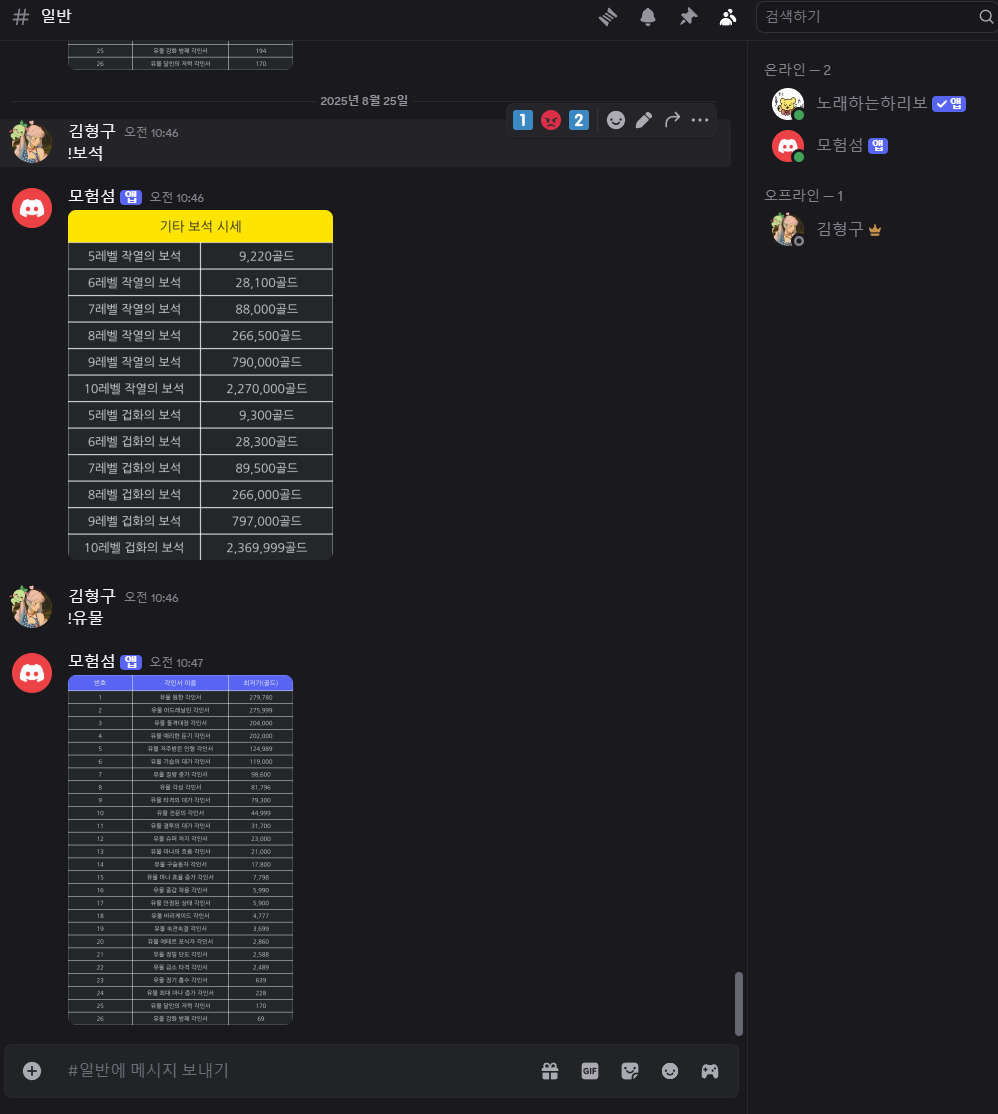 일반
검색하기
25 유물 강화 방패 각인서 194
26 유물 달인의 저력 각인서 170
2025년 8월 25일
김형구 오전 10:46
1 2
!보석
모험섬 앱 오전 10:46
기타 보석 시세
5레벨 작열의 보석 9,220골드
6레벨 작열의 보석 28,100골드
7레벨 작열의 보석 88,000골드
8레벨 작열의 보석 266,500골드
9레벨 작열의 보석 790,000골드
10레벨 작열의 보석 2,270,000골드
5레벨 겁화의 보석 9,300골드
6레벨 겁화의 보석 28,300골드
7레벨 겁화의 보석 89,500골드
8레벨 겁화의 보석 266,000골드
9레벨 겁화의 보석 797,000골드
10레벨 겁화의 보석 2,369,999골드
김형구 오전 10:46
!유물
모험섬 앱 오전 10:47
번호 각인서 이름 최저가(골드)
1 유물 원한 각인서 279,780
2 유물 아드레날린 각인서 275,999
3 유물 돌격대장 각인서 204,000
4 유물 예리한 둔기 각인서 202,000
5 유물 저주받은 인형 각인서 124,989
6 유물 기습의 대가 각인서 119,000
7 유물 질량 증가 각인서 98,600
8 유물 각성 각인서 81,796
9 유물 타격의 대가 각인서 79,300
10 유물 전문의 각인서 44,999
11 유물 결투의 대가 각인서 31,700
12 유물 슈퍼 차지 각인서 23,000
13 유물 마나의 흐름 각인서 21,000
14 유물 구슬동자 각인서 17,800
15 유물 마나 효율 증가 각인서 7,798
16 유물 중갑 착용 각인서 5,990
17 유물 안정된 상태 각인서 5,900
18 유물 바리케이드 각인서 4,777
19 유물 속전속결 각인서 3,699
20 유물 에테르 포식자 각인서 2,860
21 유물 정밀 단도 각인서 2,588
22 유물 급소 타격 각인서 2,489
23 유물 정기 흡수 각인서 639
24 유물 최대 마나 증가 각인서 228
25 유물 달인의 저력 각인서 170
26 유물 강화 방패 각인서 69
#일반에 메시지 보내기
GIF
온라인 — 2
노래하는하리보 앱
모험섬 앱
오프라인 — 1
김형구